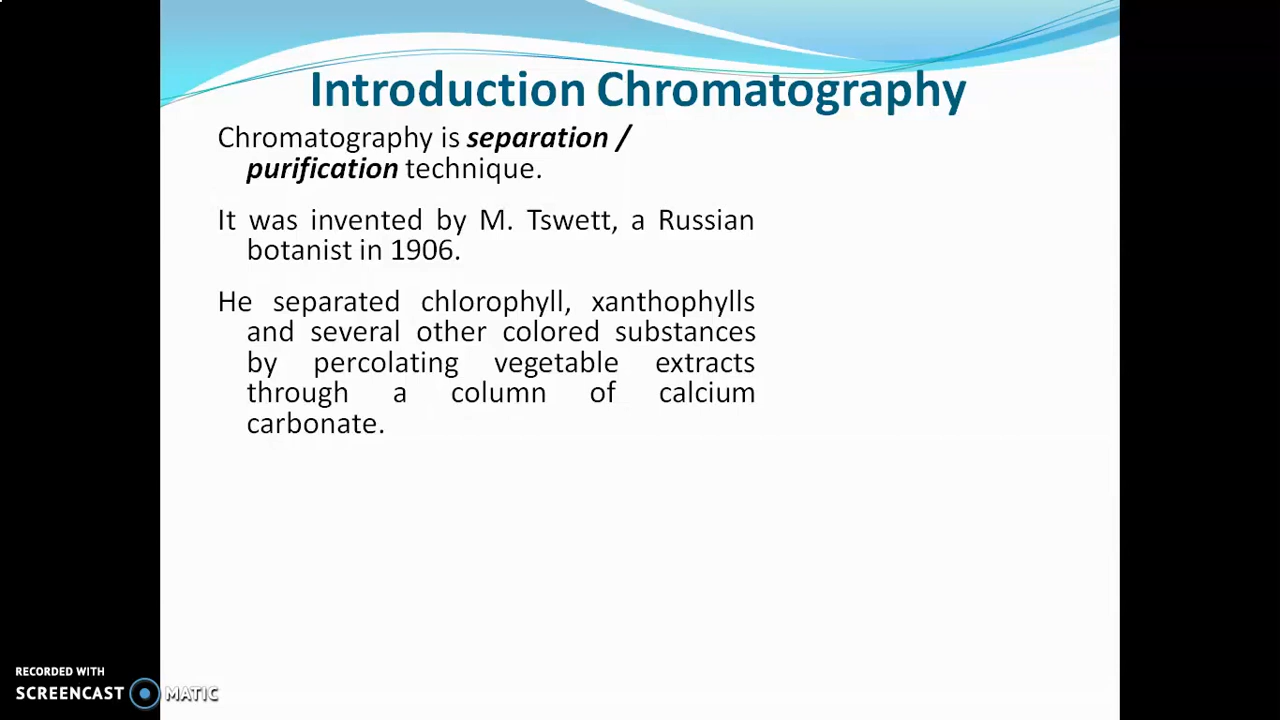 Introduction Chromatography
Chromatography is separation /
purification technique.
It was invented by M. Tswett, a Russian
botanist in 1906.
He separated chlorophyll, xanthophylls
and several other colored substances
by percolating vegetable extracts
through a column of calcium
carbonate.
RECORDED WITH
SCREENCAST MATIC